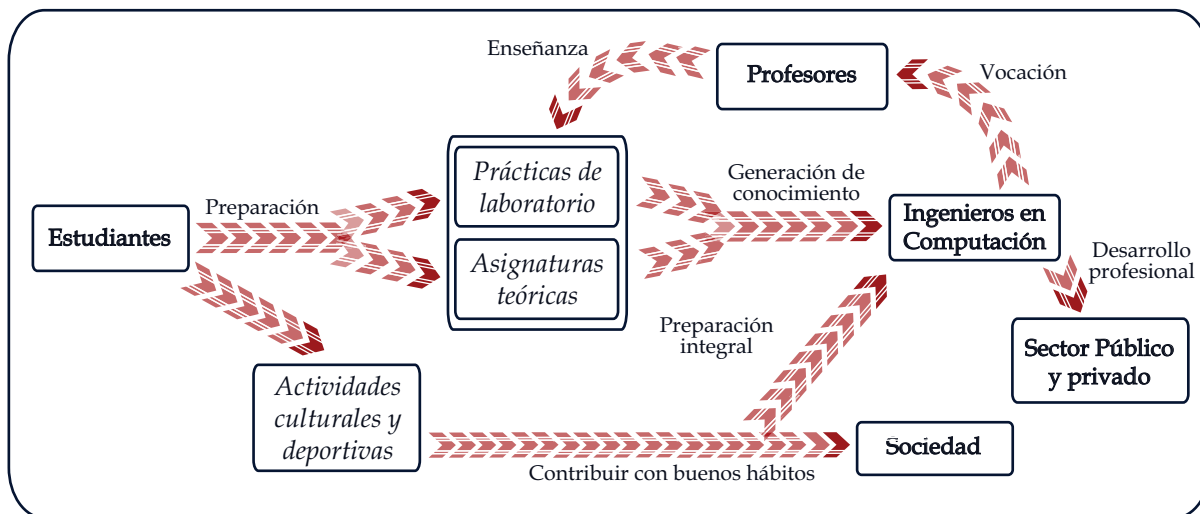 Enseñanza
Profesores
Vocación
Prácticas de
laboratorio
Generación de
conocimiento
Preparación
Estudiantes
Ingenieros en
Computación
Asignaturas
teóricas
Desarrollo
profesional
Preparación
integral
Sector Público
y privado
Actividades
culturales y
deportivas
Sociedad
Contribuir con buenos hábitos